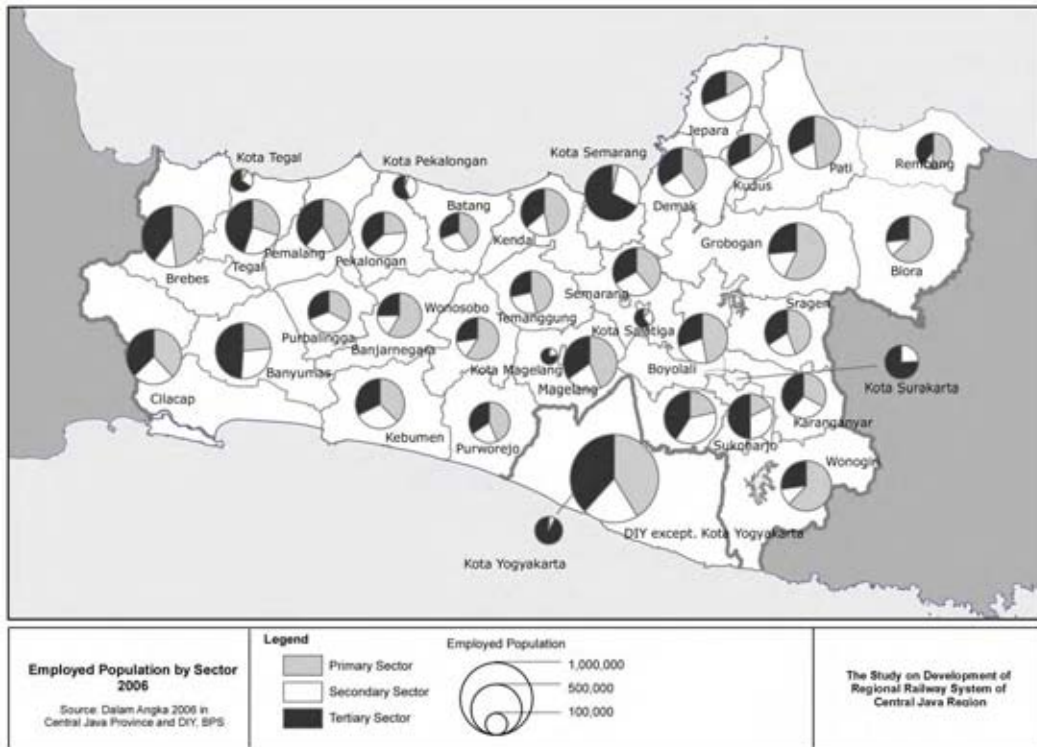 Jepara
Kota Tegal
Kota Pekalongan
Kota Semarang
Rembang
Pati
Kudus
Demak
Batang
Kendal
Grobogan
Pemalang
Tegal
Pekalongan
Brebes
Blora
Semarang
Wonosobo
Temanggung
Sragen
Purbalingga
Kota Salatiga
Banjarnegara
Kota Magelang
Boyolali
Banyumas
Magelang
Kota Surakarta
Cilacap
Karanganyar
Kebumen
Purworejo
Sukoharjo
Wonogiri
DIY except. Kota Yogyakarta
Kota Yogyakarta
Employed Population by Sector
2006
Source: Dalam Angka 2006 in
Central Java Province and DIY, BPS
Legend
Primary Sector
Secondary Sector
Tertiary Sector
Employed Population
1,000,000
500,000
100,000
The Study on Development of
Regional Railway System of
Central Java Region